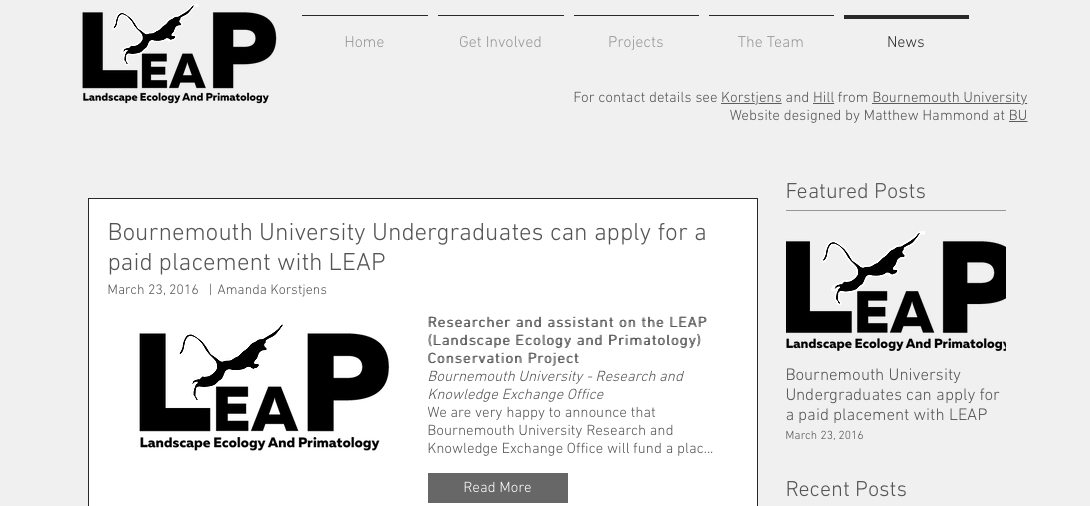 LEAP
Landscape Ecology And Primatology
Home
Get Involved
Projects
The Team
News
For contact details see Korstjens and Hill from Bournemouth University
Website designed by Matthew Hammond at BU
Bournemouth University Undergraduates can apply for a
paid placement with LEAP
March 23, 2016 | Amanda Korstjens
LEAP
Landscape Ecology And Primatology
Researcher and assistant on the LEAP
(Landscape Ecology and Primatology)
Conservation Project
Bournemouth University - Research and
Knowledge Exchange Office
We are very happy to announce that
Bournemouth University Research and
Knowledge Exchange Office will fund a plac...
Read More
Featured Posts
LEAP
Landscape Ecology And Primatology
Bournemouth University
Undergraduates can apply for
a paid placement with LEAP
March 23, 2016
Recent Posts